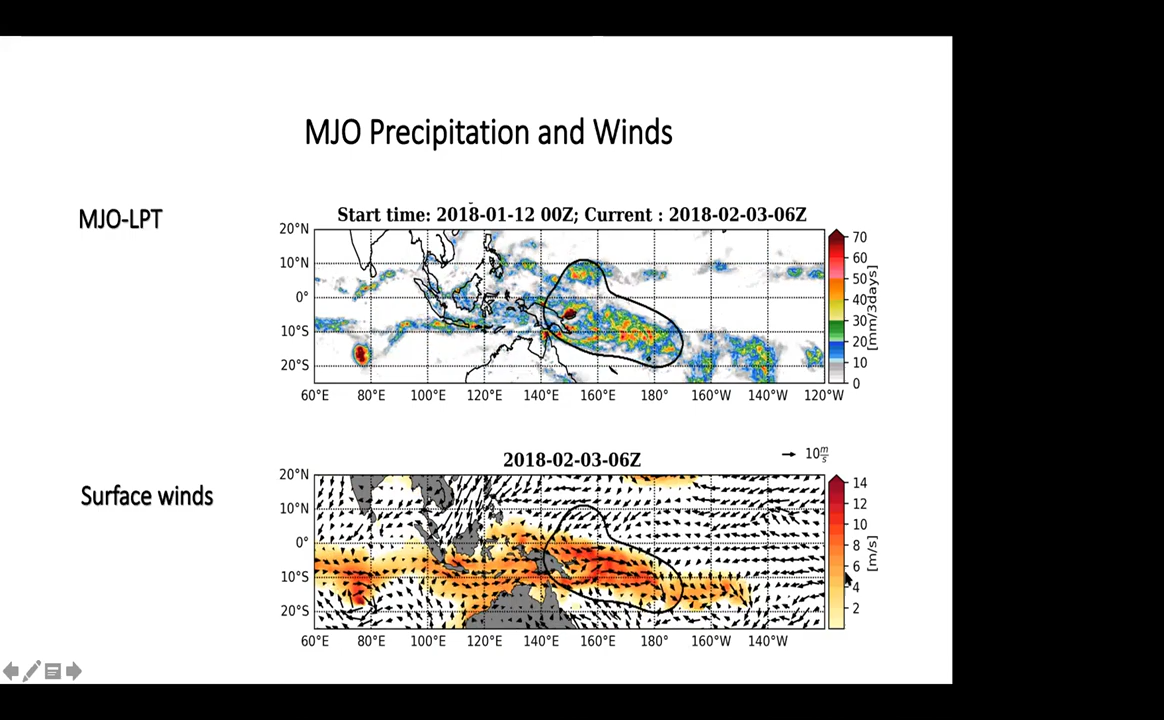 MJO Precipitation and Winds
MJO-LPT
Start time: 2018-01-12 00Z; Current : 2018-02-03-06Z
20°N
10°N
0°
10°S
20°S
60°E 80°E 100°E 120°E 140°E 160°E 180° 160°W 140°W 120°W
70
60
50
40
30
20
10
0
[mm/3days]
Surface winds
2018-02-03-06Z
10 m/s
20°N
10°N
0°
10°S
20°S
60°E 80°E 100°E 120°E 140°E 160°E 180° 160°W 140°W
14
12
10
8
6
4
2
[m/s]